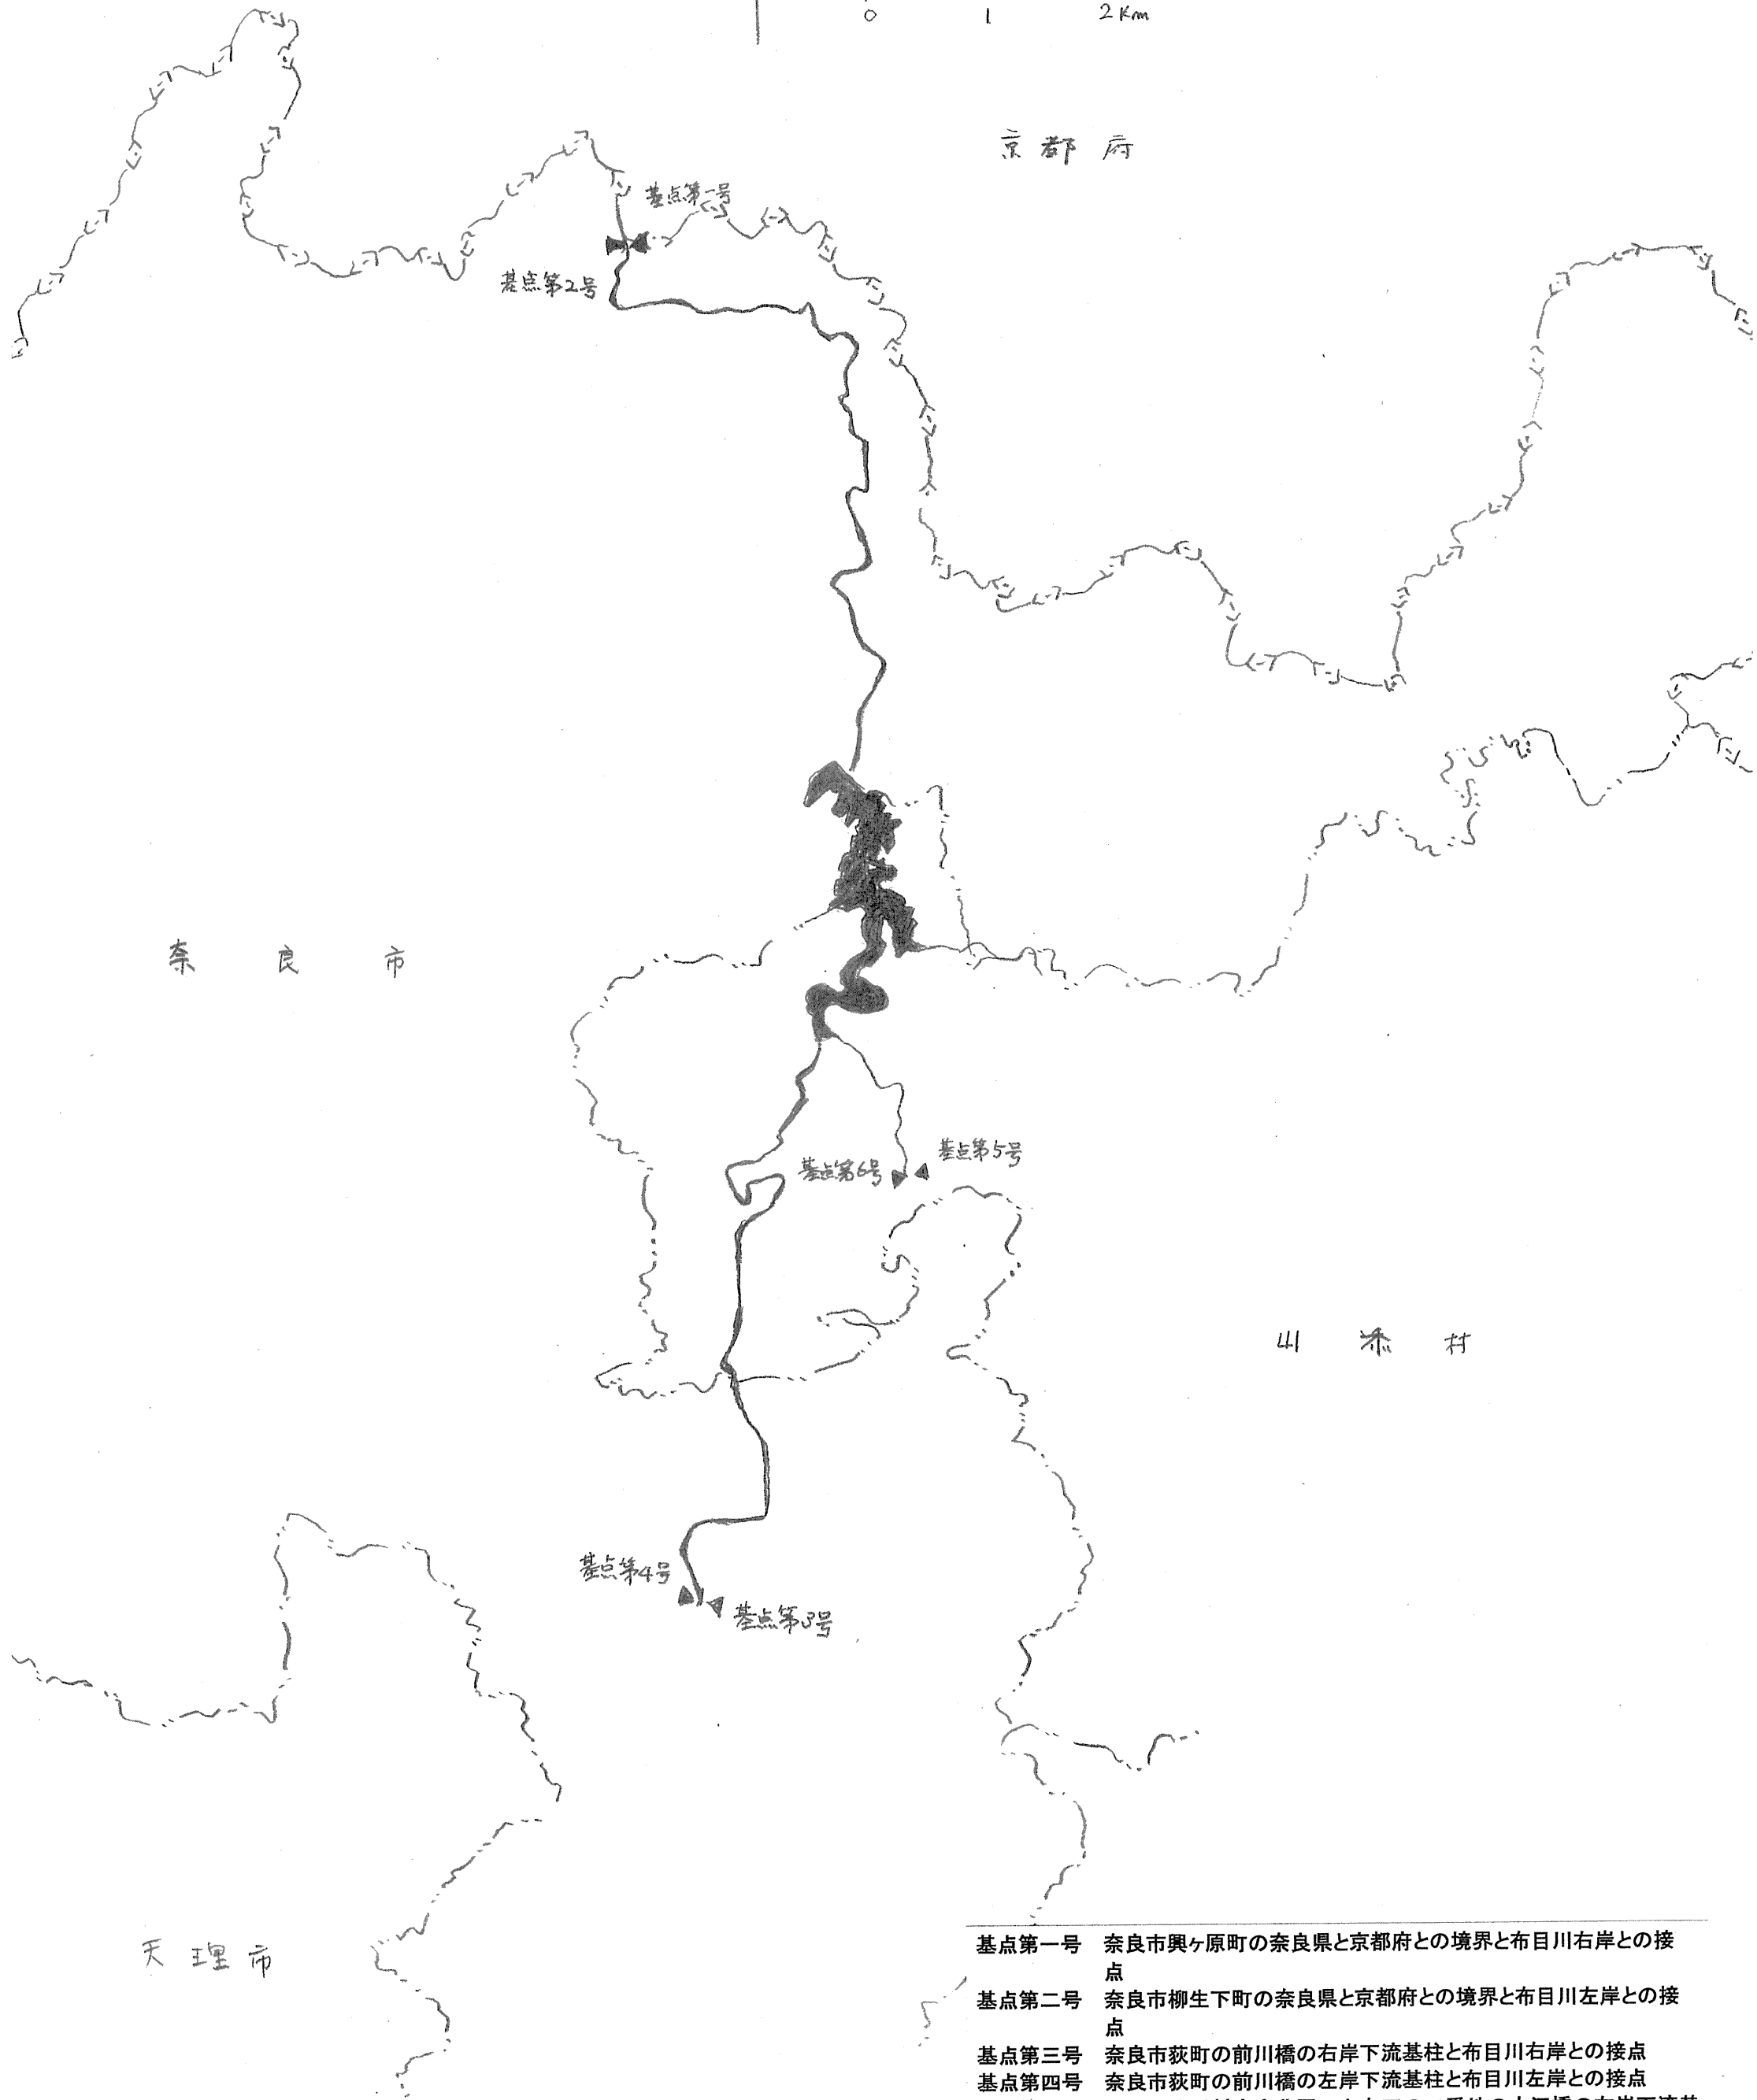 0 1 2Km
京都府
基点第一号
基点第2号
奈良市
基点第5号
基点第6号
山添村
基点第4号
基点第3号
天理市
基点第一号 奈良市興ヶ原町の奈良県と京都府との境界と布目川右岸との接
点
基点第二号 奈良市柳生下町の奈良県と京都府との境界と布目川左岸との接
点
基点第三号 奈良市荻町の前川橋の右岸下流基柱と布目川右岸との接点
基点第四号 奈良市荻町の前川橋の左岸下流基柱と布目川左岸との接点